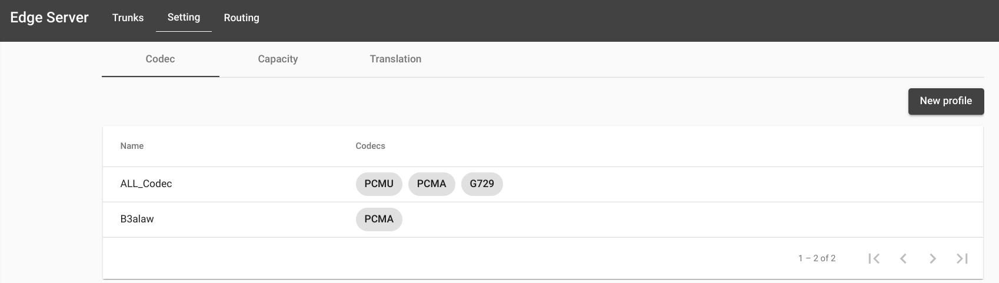 Edge Server Trunks Setting Routing
Codec Capacity Translation
New profile
Name Codecs
ALL_Codec PCMU PCMA G729
B3alaw PCMA
1 – 2 of 2